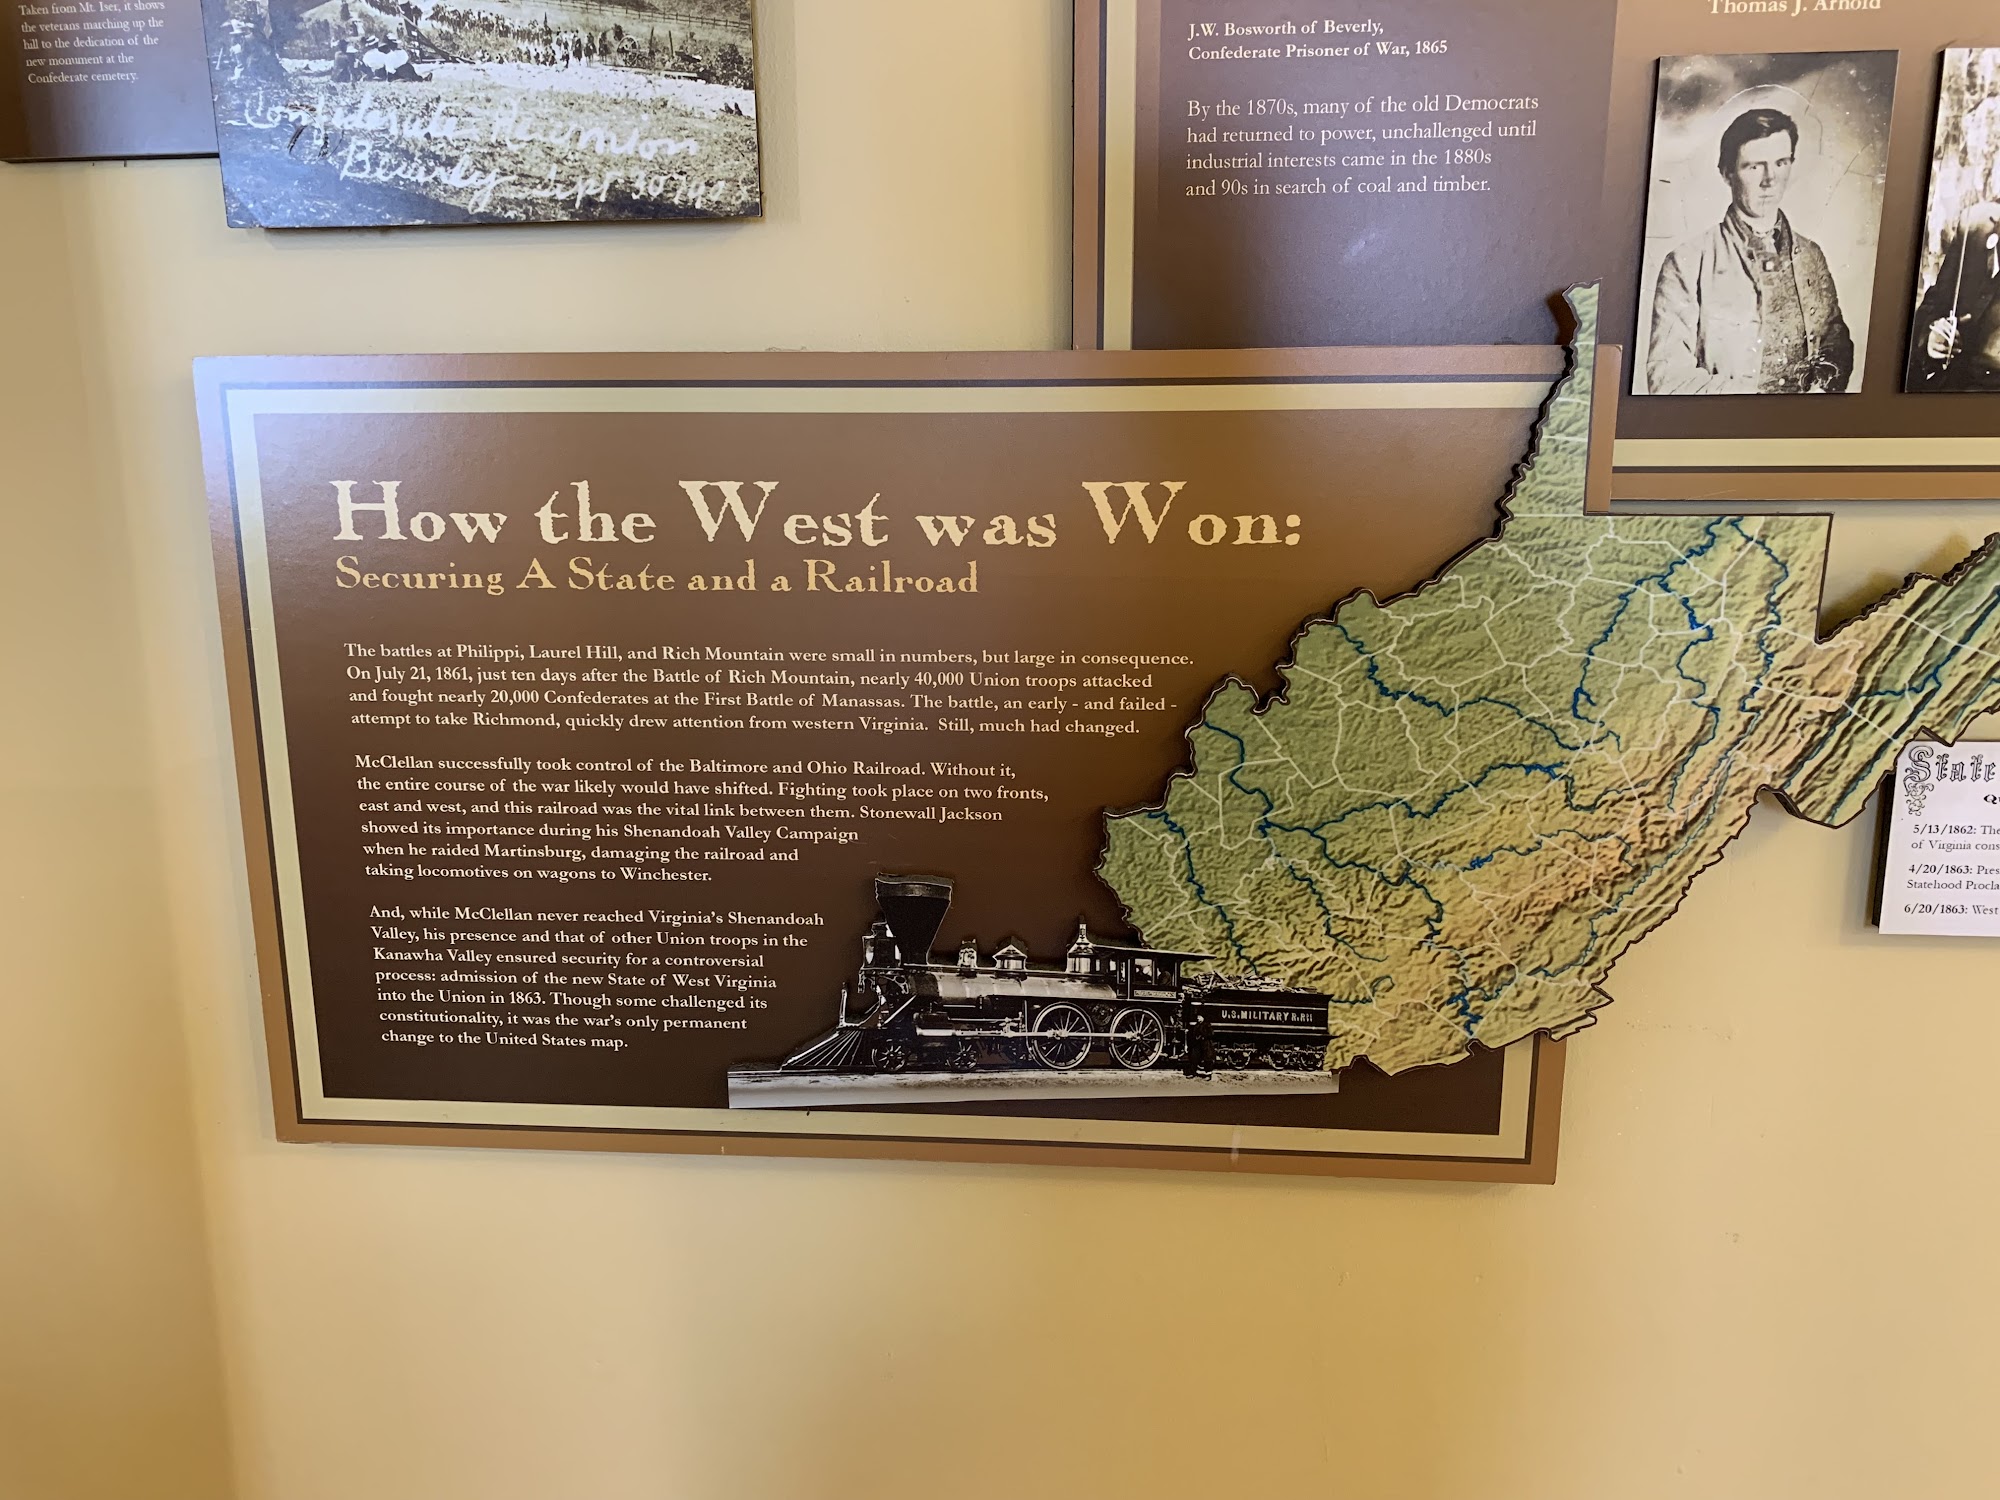 Taken from Mt. Iser, it shows
the veterans marching up the
hill to the dedication of the
new monument at the
Confederate cemetery.
Confederate Reunion
Beverly Sept 30
J.W. Bosworth of Beverly,
Confederate Prisoner of War, 1865
By the 1870s, many of the old Democrats
had returned to power, unchallenged until
industrial interests came in the 1880s
and 90s in search of coal and timber.
Thomas J. Arnold
How the West was Won:
Securing A State and a Railroad
The battles at Philippi, Laurel Hill, and Rich Mountain were small in numbers, but large in consequence.
On July 21, 1861, just ten days after the Battle of Rich Mountain, nearly 40,000 Union troops attacked
and fought nearly 20,000 Confederates at the First Battle of Manassas. The battle, an early - and failed -
attempt to take Richmond, quickly drew attention from western Virginia. Still, much had changed.
McClellan successfully took control of the Baltimore and Ohio Railroad. Without it,
the entire course of the war likely would have shifted. Fighting took place on two fronts,
east and west, and this railroad was the vital link between them. Stonewall Jackson
showed its importance during his Shenandoah Valley Campaign
when he raided Martinsburg, damaging the railroad and
taking locomotives on wagons to Winchester.
And, while McClellan never reached Virginia's Shenandoah
Valley, his presence and that of other Union troops in the
Kanawha Valley ensured security for a controversial
process: admission of the new State of West Virginia
into the Union in 1863. Though some challenged its
constitutionality, it was the war's only permanent
change to the United States map.
U.S. MILITARY R.R.
State
5/13/1862: The
of Virginia cons
4/20/1863: Pres
Statehood Procla
6/20/1863: West